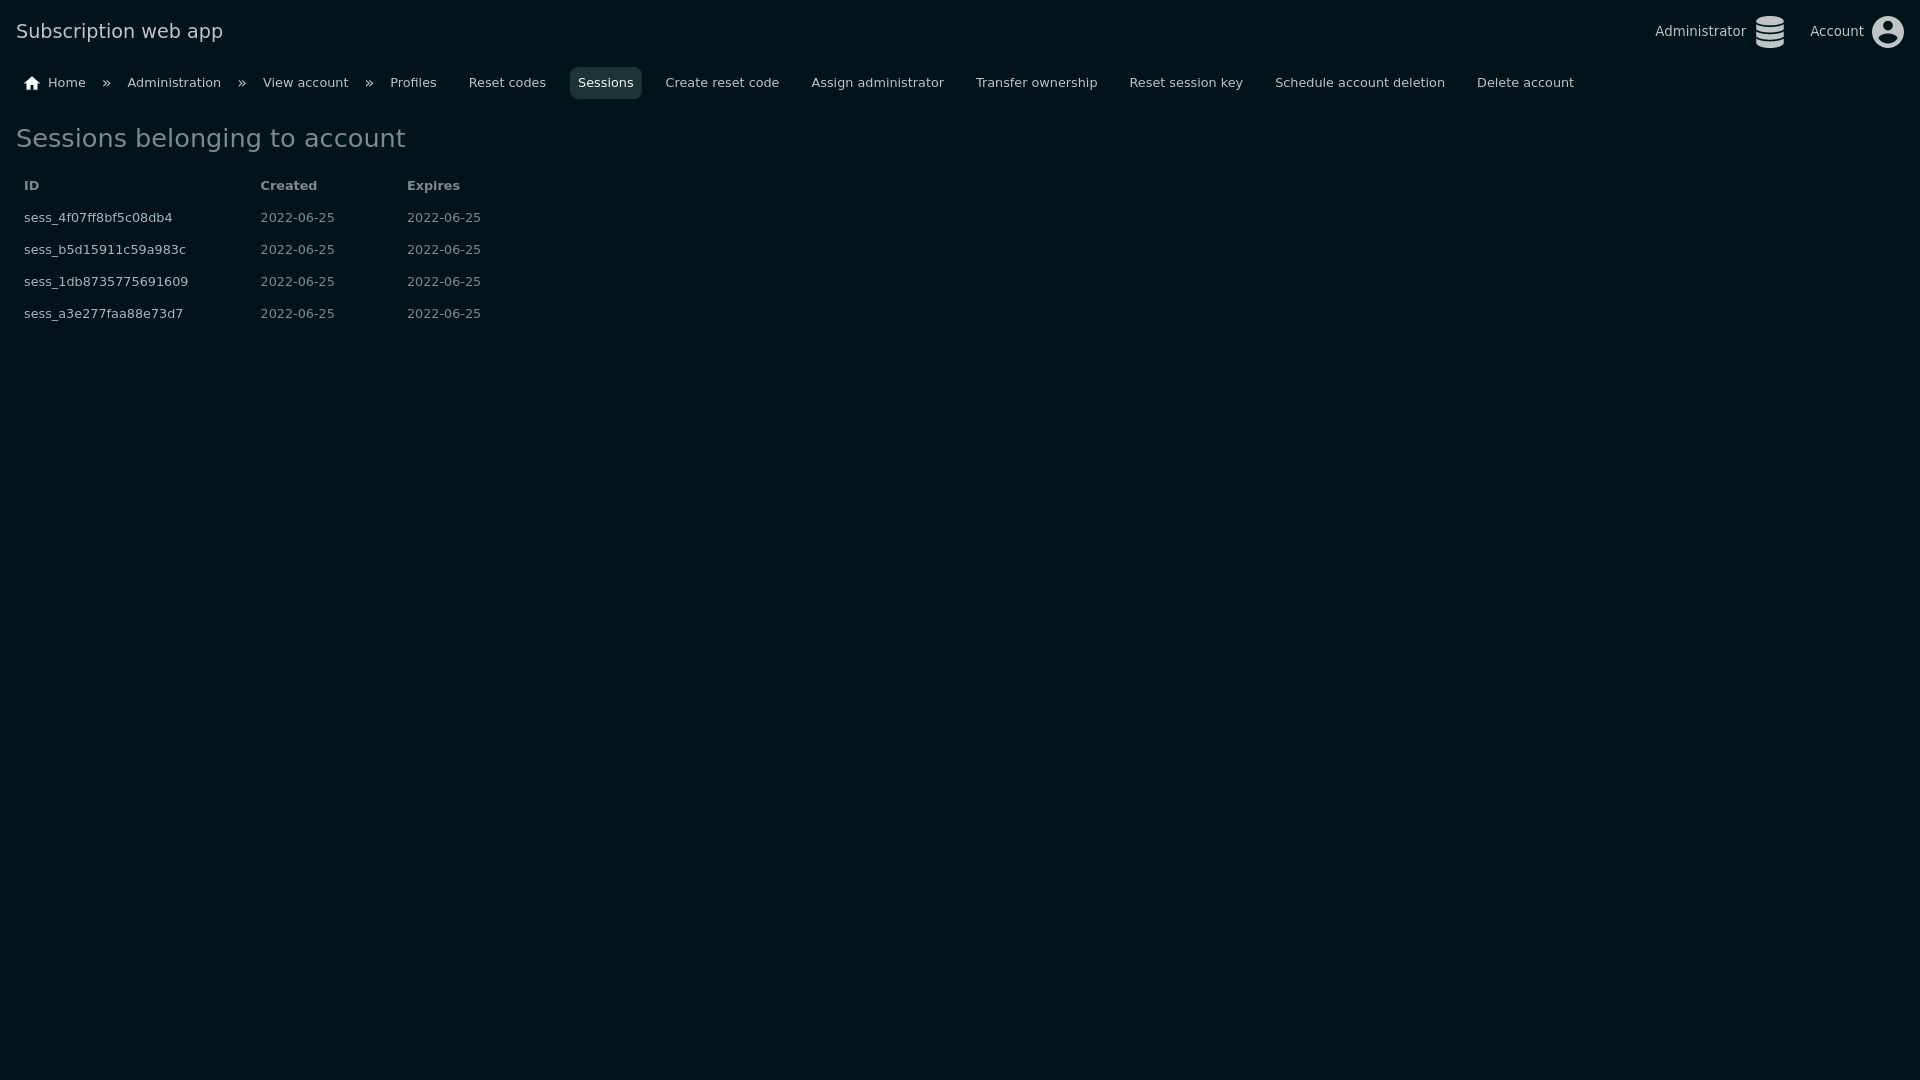 Subscription web app Administrator Account
Home » Administration » View account » Profiles Reset codes Sessions Create reset code Assign administrator Transfer ownership Reset session key Schedule account deletion Delete account
Sessions belonging to account
ID Created Expires
sess_4f07ff8bf5c08db4 2022-06-25 2022-06-25
sess_b5d15911c59a983c 2022-06-25 2022-06-25
sess_1db8735775691609 2022-06-25 2022-06-25
sess_a3e277faa88e73d7 2022-06-25 2022-06-25